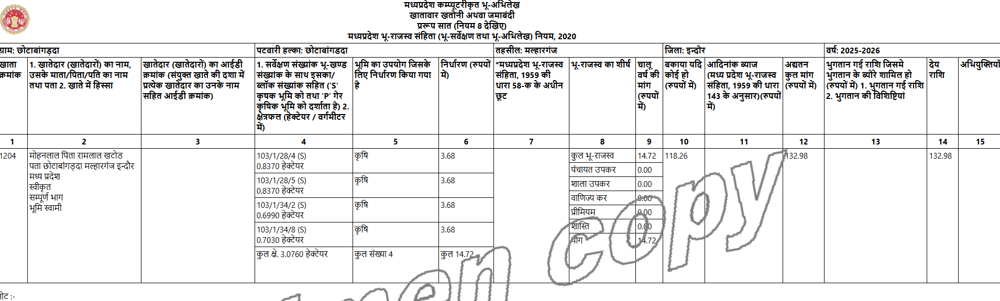 मध्यप्रदेश कम्प्यूटरीकृत भू-अभिलेख
खातावार खतौनी अथवा जमाबंदी
प्ररूप सात (नियम 8 देखिए)
मध्यप्रदेश भू-राजस्व संहिता (भू-सर्वेक्षण तथा भू-अभिलेख) नियम, 2020
ग्राम: छोटाबांगड़दा
पटवारी हल्का: छोटाबांगडदा
तहसील: मल्हारगंज
जिला: इन्दौर
वर्ष: 2025-2026
खाता
क्रमांक
1. खातेदार (खातेदारों) का नाम,
उसके माता/पिता/पति का नाम
तथा पता 2. खाते में हिस्सा
खातेदार (खातेदारों) का आईडी
क्रमांक (संयुक्त खाते की दशा में
प्रत्येक खातेदार का उनके नाम
सहित आईडी क्रमांक)
1. सर्वेक्षण संख्यांक भू-खण्ड
संख्यांक के साथ इसका/
ब्लॉक संख्यांक सहित ('S'
कृषक भूमि को तथा 'P' गैर
कृषिक भूमि को दर्शाता है) 2.
क्षेत्रफल (हेक्टेयर / वर्गमीटर
में)
भूमि का उपयोग जिसके
लिए निर्धारण किया गया
है
निर्धारण (रुपयों
में)
*मध्यप्रदेश भू-राजस्व
संहिता, 1959 की
धारा 58-क के अधीन
छूट
भू-राजस्व का शीर्ष
चालू
वर्ष की
मांग
(रुपयों
में)
बकाया यदि
कोई हो
(रुपयों में)
आदिनांक ब्याज
(मध्य प्रदेश भू-राजस्व
संहिता, 1959 की धारा
143 के अनुसार)(रुपयों
में)
अद्यतन
कुल मांग
(रुपयों में)
भुगतान गई राशि जिसमे
भुगतान के ब्यौरे शामिल हो
(रूपयों में) 1. भुगतान गई राशि
2. भुगतान की विशिष्टियां
देय
राशि
अभियुक्तियाँ
1 2 3 4 5 6 7 8 9 10 11 12 13 14 15
1204
मोहनलाल पिता रामलाल खटोड
पता छोटाबांगड़दा मल्हारगंज इन्दौर
मध्य प्रदेश
स्वीकृत
सम्पूर्ण भाग
भूमि स्वामी
103/1/28/4 (S)
0.8370 हेक्टेयर
कृषि
3.68
103/1/28/5 (S)
0.8370 हेक्टेयर
कृषि
3.68
103/1/34/2 (S)
0.6990 हेक्टेयर
कृषि
3.68
103/1/34/8 (S)
0.7030 हेक्टेयर
कृषि
3.68
कुल क्षे. 3.0760 हेक्टेयर
कुल संख्या 4
कुल 14.72
कुल भू-राजस्व 14.72
पंचायत उपकर 0.00
शाला उपकर 0.00
वाणिज्य कर 0.00
प्रीमियम 0.00
शास्ति 0.00
योग 14.72
118.26
132.98
132.98
नोट :-
men copy